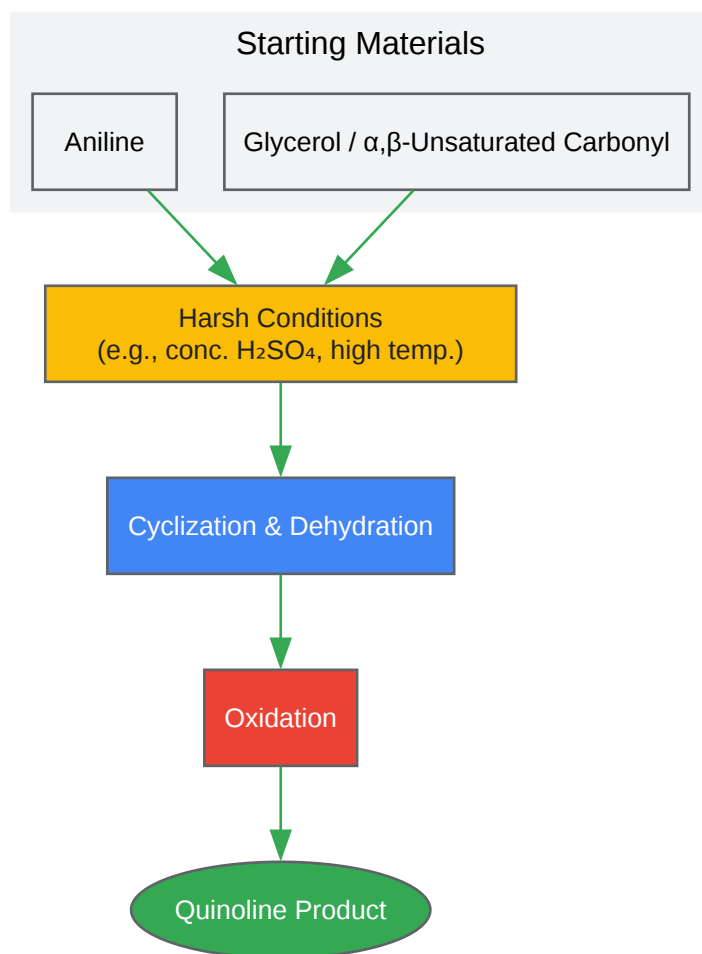 Starting Materials
Aniline
Glycerol / α,β-Unsaturated Carbonyl
Harsh Conditions
(e.g., conc. H₂SO₄, high temp.)
Cyclization & Dehydration
Oxidation
Quinoline Product